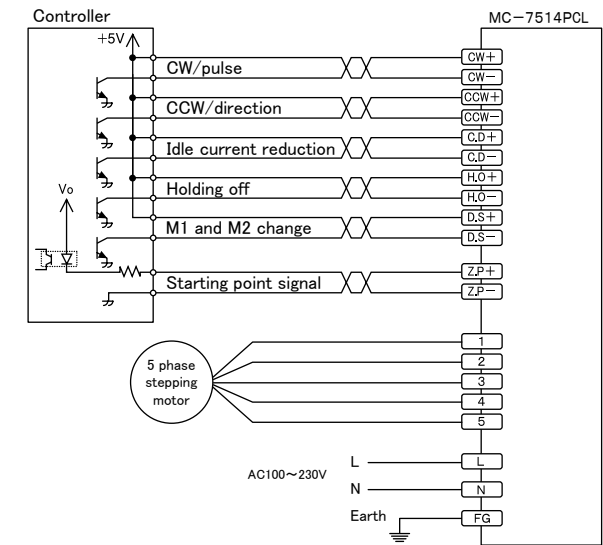 Controller
MC-7514PCL
+5V
CW/pulse
CW+
CW-
CCW/direction
CCW+
CCW-
Idle current reduction
C.D+
C.D-
Vo
Holding off
H.O+
H.O-
M1 and M2 change
D.S+
D.S-
Starting point signal
Z.P+
Z.P-
5 phase
stepping
motor
1
2
3
4
5
AC100~230V
L
L
N
N
Earth
FG